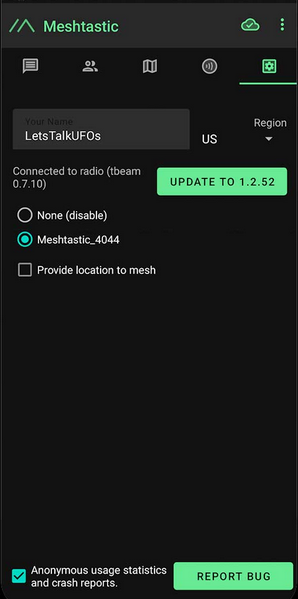 Meshtastic
Your Name
LetsTalkUFOs
US
Region
Connected to radio (tbeam
0.7.10)
UPDATE TO 1.2.52
None (disable)
Meshtastic_4044
Provide location to mesh
Anonymous usage statistics
and crash reports.
REPORT BUG